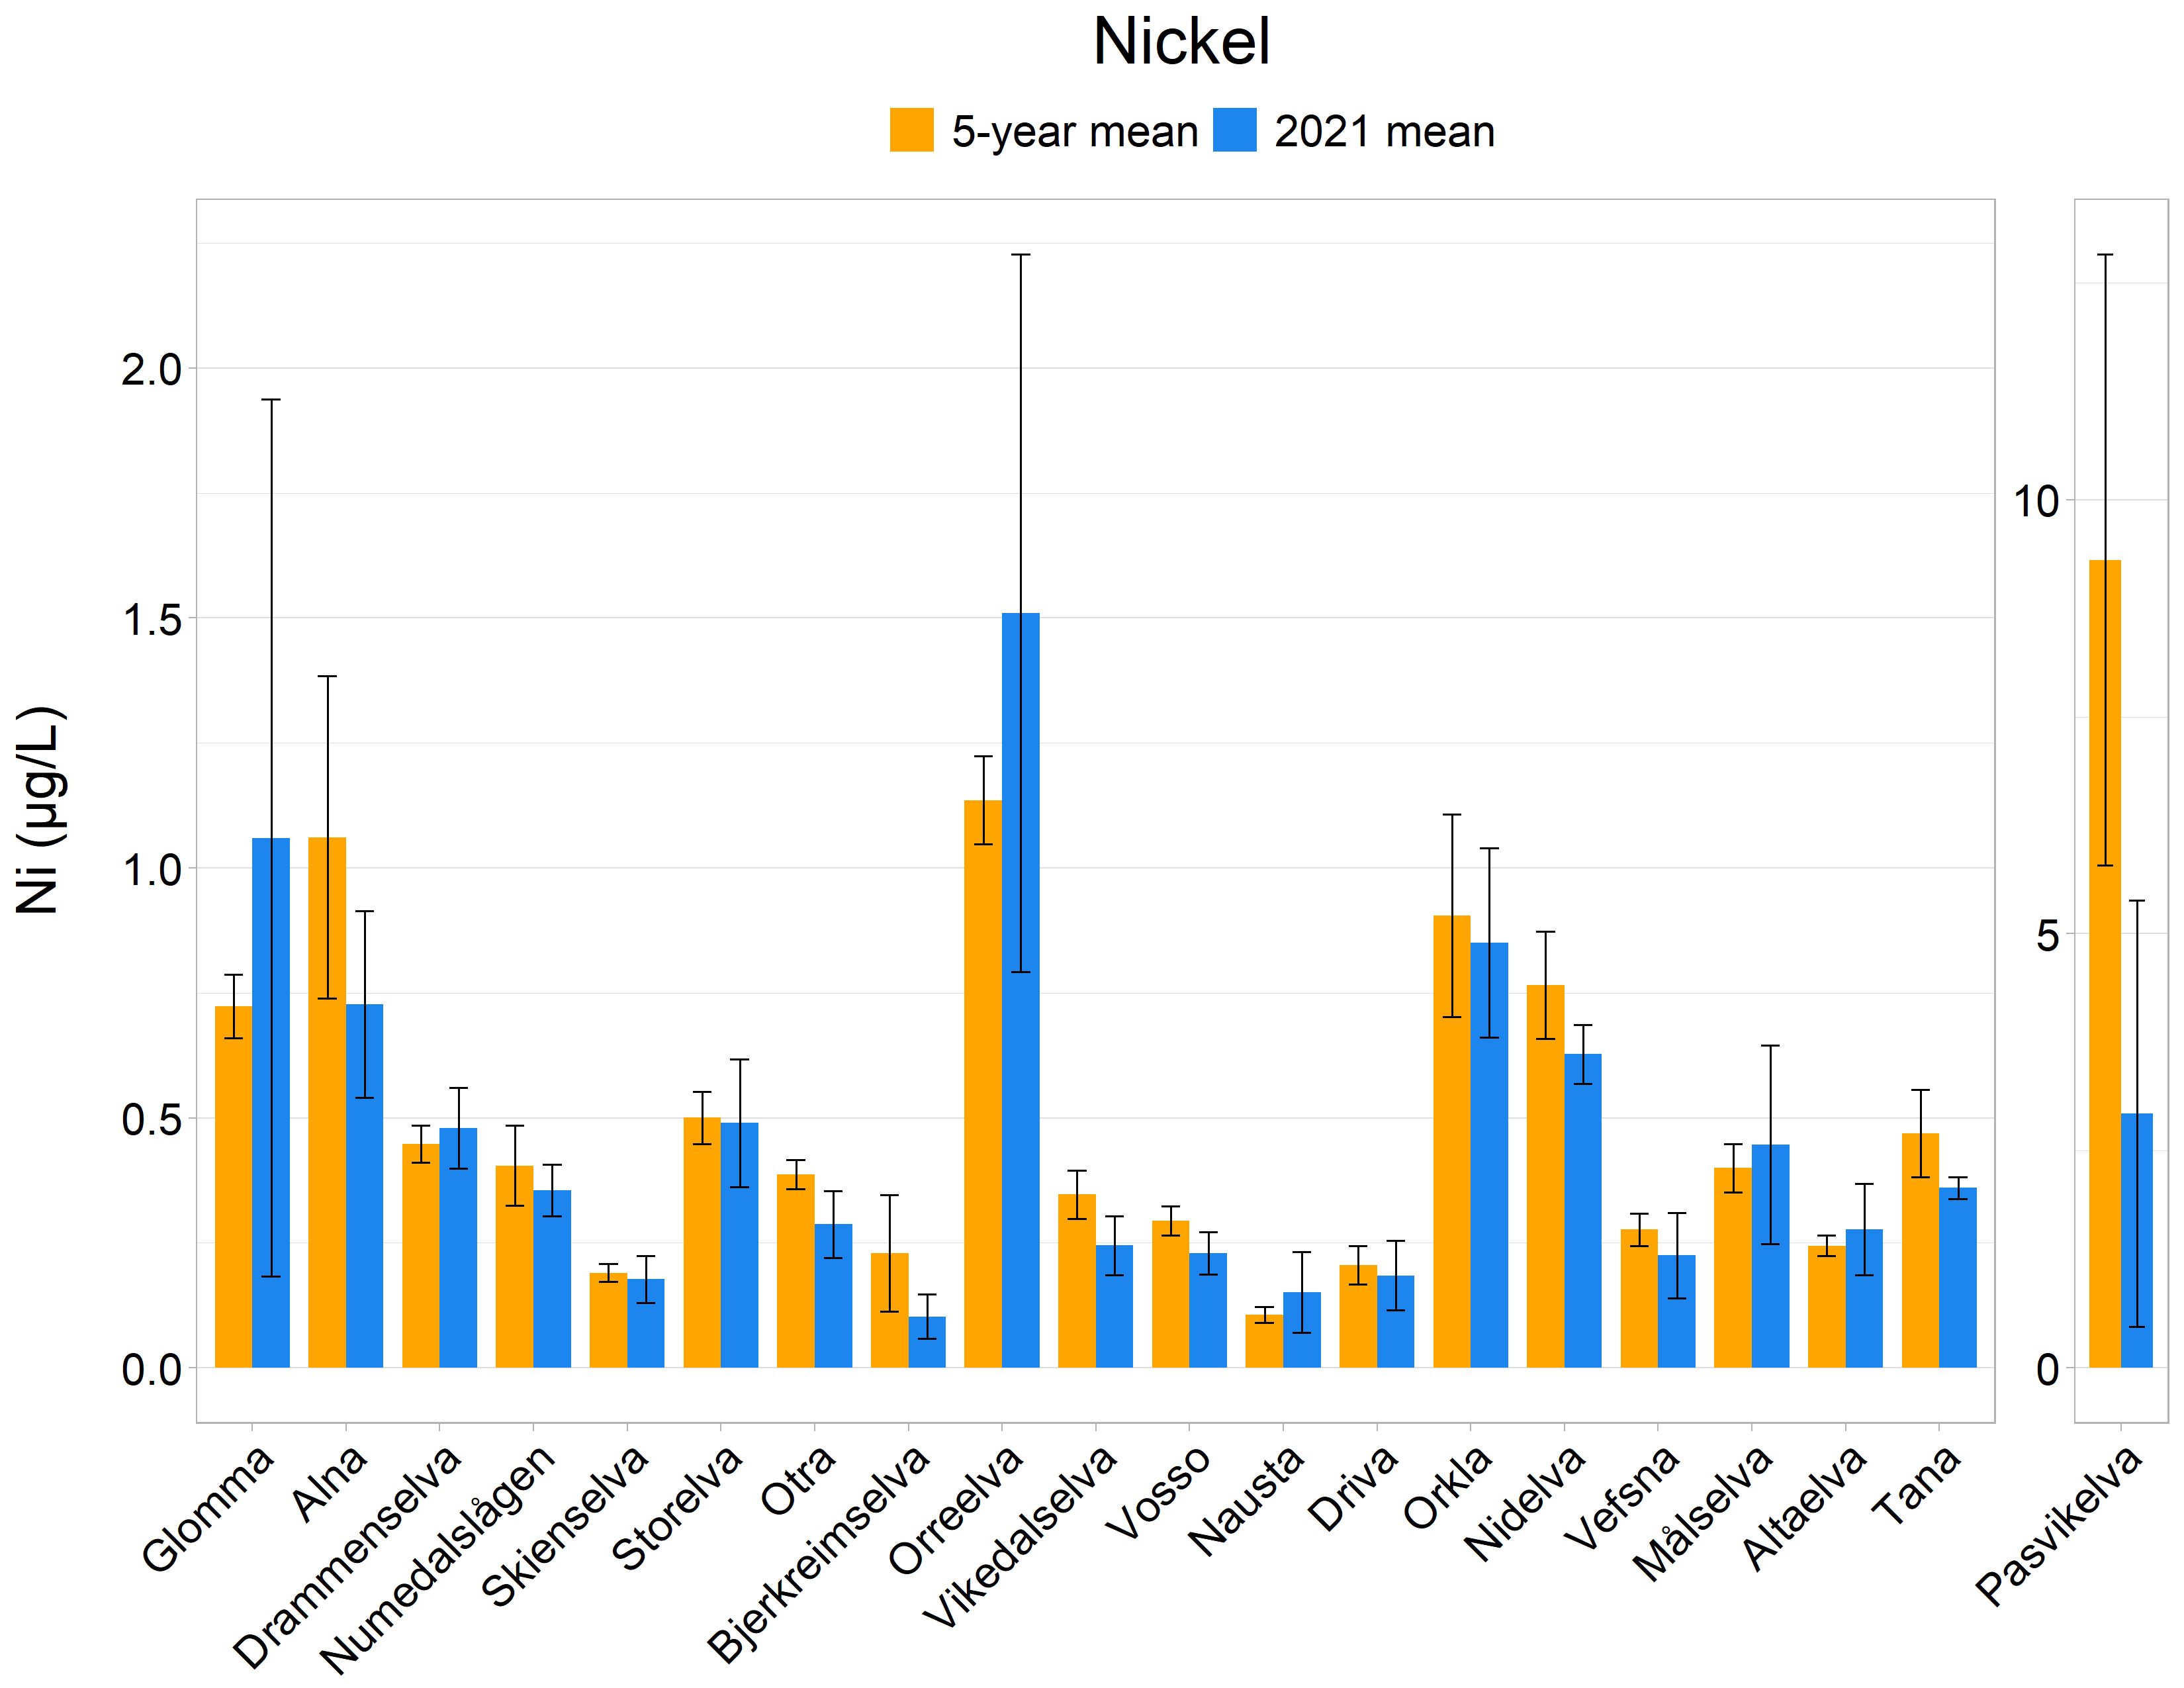 Nickel
5-year mean 2021 mean
Ni (µg/L)
2.0
1.5
1.0
0.5
0.0
10
5
0
Glomma
Alna
Drammenselva
Numedalslågen
Skienselva
Storelva
Otra
Bjerkreimselva
Orreelva
Vikedalselva
Vosso
Nausta
Driva
Orkla
Nidelva
Vefsna
Målselva
Altaelva
Tana
Pasvikelva